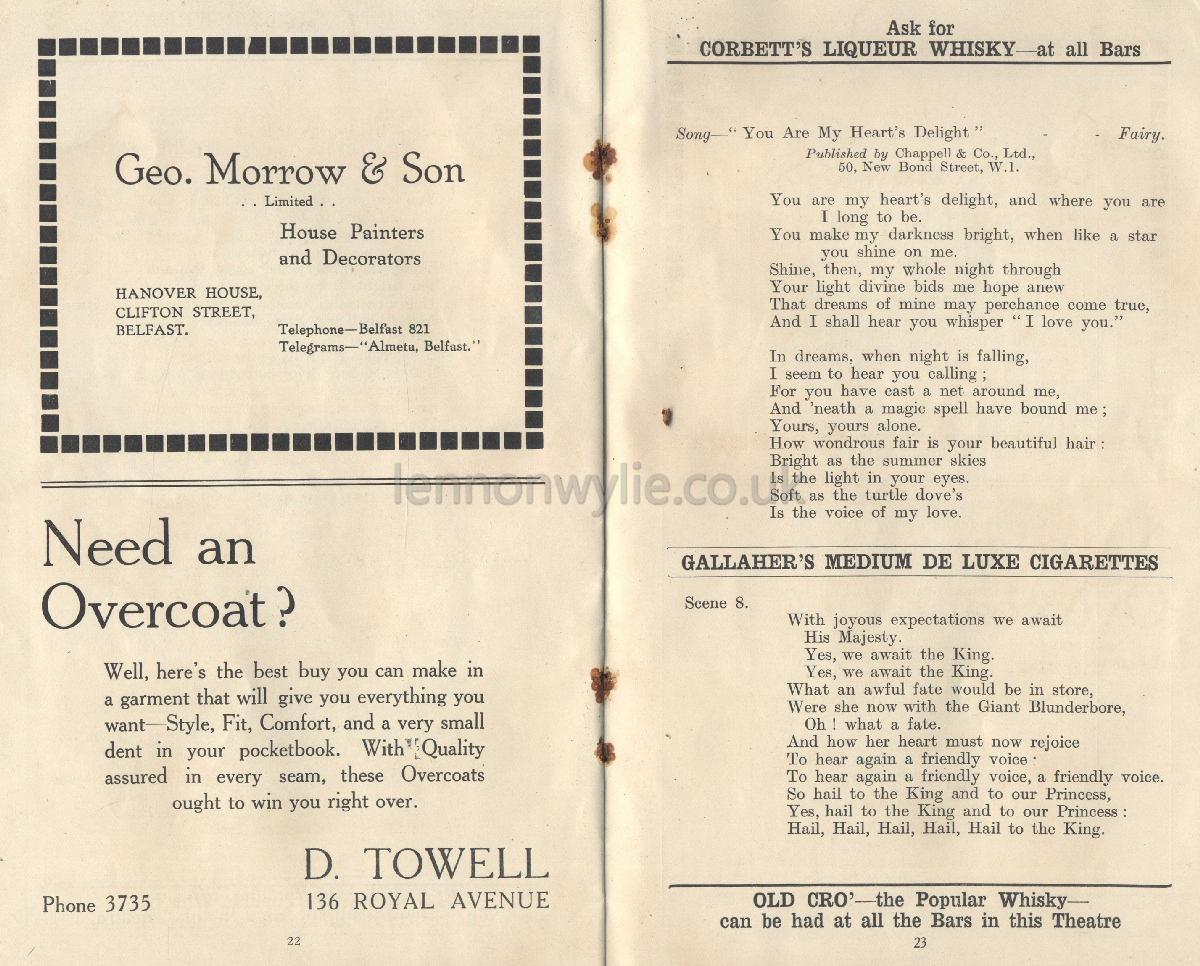 Geo. Morrow & Son
. . Limited . .
House Painters
and Decorators
HANOVER HOUSE,
CLIFTON STREET,
BELFAST.
Telephone—Belfast 821
Telegrams—"Almeta, Belfast."
Need an
Overcoat?
Well, here's the best buy you can make in
a garment that will give you everything you
want—Style, Fit, Comfort, and a very small
dent in your pocketbook. With Quality
assured in every seam, these Overcoats
ought to win you right over.
D. TOWELL
Phone 3735
136 ROYAL AVENUE
22
Ask for
CORBETT'S LIQUEUR WHISKY—at all Bars
Song—" You Are My Heart's Delight " - - Fairy.
Published by Chappell & Co., Ltd.,
50, New Bond Street, W.1.
You are my heart's delight, and where you are
I long to be.
You make my darkness bright, when like a star
you shine on me.
Shine, then, my whole night through
Your light divine bids me hope anew
That dreams of mine may perchance come true,
And I shall hear you whisper " I love you."
In dreams, when night is falling,
I seem to hear you calling ;
For you have cast a net around me,
And 'neath a magic spell have bound me ;
Yours, yours alone.
How wondrous fair is your beautiful hair :
Bright as the summer skies
Is the light in your eyes.
Soft as the turtle dove's
Is the voice of my love.
lennonwylie.co.uk
GALLAHER'S MEDIUM DE LUXE CIGARETTES
Scene 8.
With joyous expectations we await
His Majesty.
Yes, we await the King.
Yes, we await the King.
What an awful fate would be in store,
Were she now with the Giant Blunderbore,
Oh ! what a fate.
And how her heart must now rejoice
To hear again a friendly voice ·
To hear again a friendly voice, a friendly voice.
So hail to the King and to our Princess,
Yes, hail to the King and to our Princess :
Hail, Hail, Hail, Hail, Hail to the King.
OLD CRO'—the Popular Whisky—
can be had at all the Bars in this Theatre
23